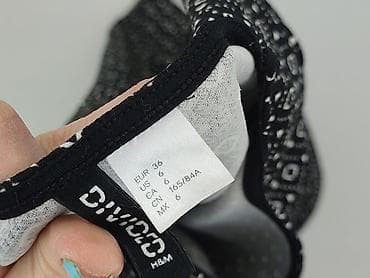 EUR 36
US 6
CA 6
CN 165/84A
MX 6
DIVIDED
H&M